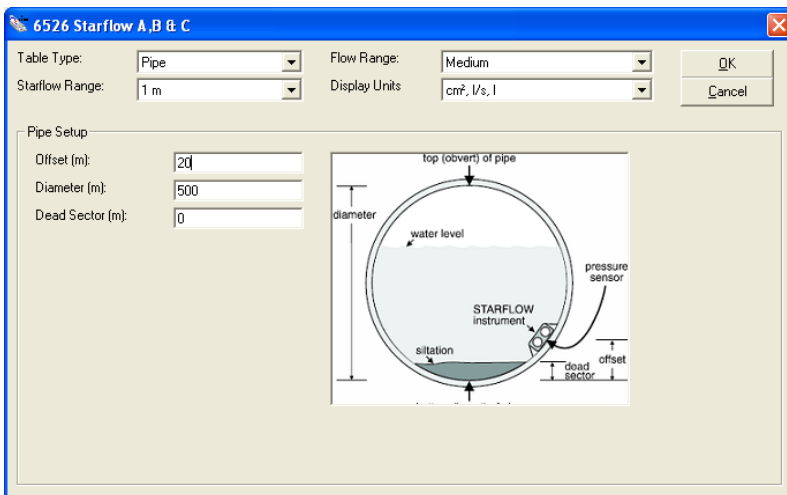 6526 Starflow A,B & C
Table Type: Pipe Flow Range: Medium OK
Starflow Range: 1 m Display Units cm², l/s, l Cancel
Pipe Setup
Offset (m): 20
Diameter (m): 500
Dead Sector (m): 0
top (obvert) of pipe
diameter
water level
pressure
sensor
STARFLOW
instrument
siltation
dead
sector
offset